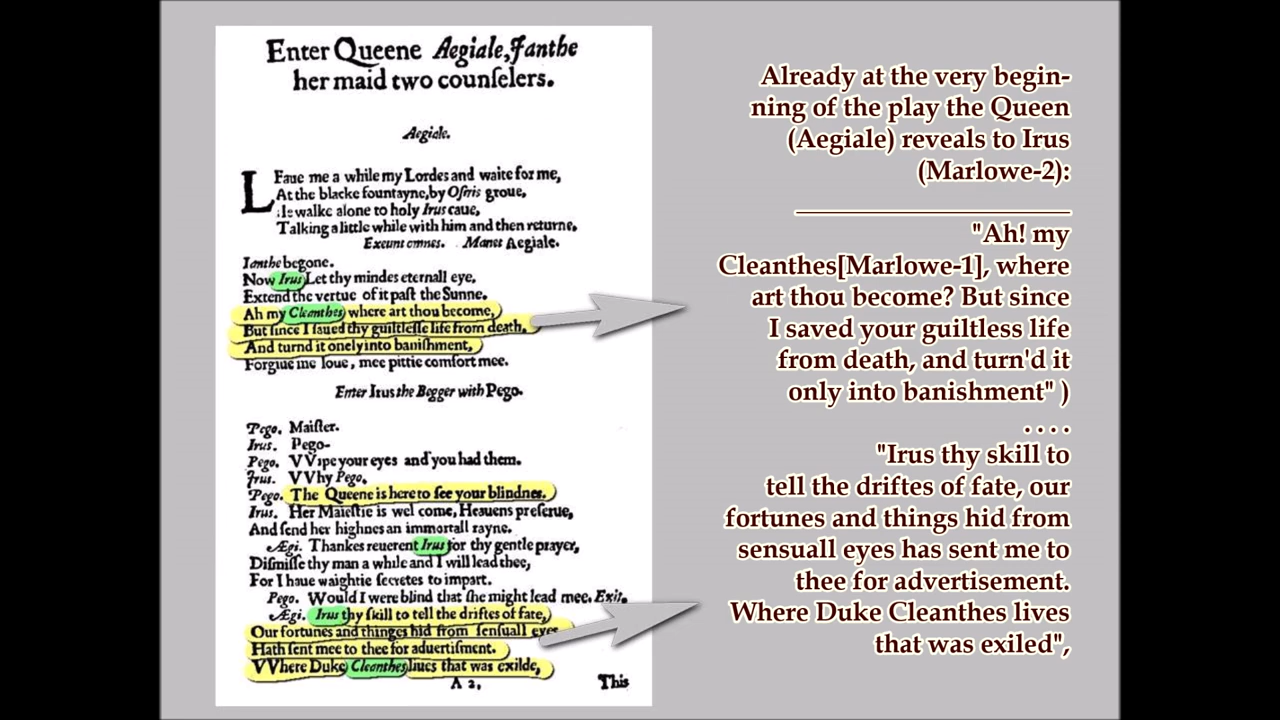 Enter Queene Aegiale, Janthe
her maid two counſelers.
Aegiale.
LEaue me a while my Lordes and waite for me,
At the blacke fountayne, by Oſiris groue,
Ile walke alone to holy Irus caue,
Talking a little while with him and then returne,
Exeunt omnes. Manet Aegiale.
Ianthe begone.
Now Irus Let thy mindes eternall eye,
Extend the vertue of it paſt the Sunne.
Ah my Cleanthes where art thou become,
But ſince I ſaued thy guiltleſſe life from death,
And turnd it onely into baniſhment,
Forgiue me loue, mee pittie comfort mee.
Enter Irus the Begger with Pego.
Pego. Maiſter.
Irus. Pego-
Pego. VVipe your eyes and you had them.
Irus. VVhy Pego.
Pego. The Queene is here to ſee your blindnes.
Irus. Her Maieſtie is wel come, Heauens preſerue,
And ſend her highnes an immortall rayne.
Ægi. Thankes reuerent Irus for thy gentle prayer,
Diſmiſſe thy man a while and I will lead thee,
For I haue waightie ſecretes to impart.
Pego. Would I were blind that ſhe might lead mee. Exit.
Ægi. Irus thy skill to tell the driftes of fate,
Our fortunes and thinges hid from ſenſuall eyes
Hath ſent mee to thee for aduertiſment.
VVhere Duke Cleanthes liues that was exilde,
A 2, This
Already at the very begin-
ning of the play the Queen
(Aegiale) reveals to Irus
(Marlowe-2):
"Ah! my
Cleanthes[Marlowe-1], where
art thou become? But since
I saved your guiltless life
from death, and turn'd it
only into banishment" )
. . . .
"Irus thy skill to
tell the driftes of fate, our
fortunes and things hid from
sensuall eyes has sent me to
thee for advertisement.
Where Duke Cleanthes lives
that was exiled",